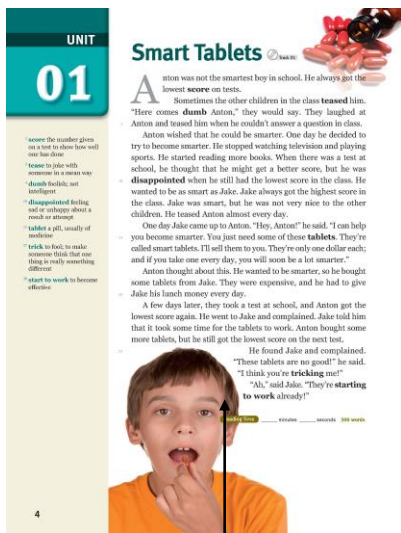 UNIT
01
Smart Tablets
Track 01
Anton was not the smartest boy in school. He always got the
lowest score on tests.
Sometimes the other children in the class teased him.
"Here comes dumb Anton," they would say. They laughed at
Anton and teased him when he couldn't answer a question in class.
Anton wished that he could be smarter. One day he decided to
try to become smarter. He stopped watching television and playing
sports. He started reading more books. When there was a test at
school, he thought that he might get a better score, but he was
disappointed when he still had the lowest score in the class. He
wanted to be as smart as Jake. Jake always got the highest score in
the class. Jake was smart, but he was not very nice to the other
children. He teased Anton almost every day.
One day Jake came up to Anton. "Hey, Anton!" he said. "I can help
you become smarter. You just need some of these tablets. They're
called smart tablets. I'll sell them to you. They're only one dollar each;
and if you take one every day, you will soon be a lot smarter."
Anton thought about this. He wanted to be smarter, so he bought
some tablets from Jake. They were expensive, and he had to give
Jake his lunch money every day.
A few days later, they took a test at school, and Anton got the
lowest score again. He went to Jake and complained. Jake told him
that it took some time for the tablets to work. Anton bought some
more tablets, but he still got the lowest score on the next test.
He found Jake and complained.
"These tablets are no good!" he said.
"I think you're tricking me!"
"Ah," said Jake. "They're starting
to work already!"
Reading Time _____ minutes _____ seconds 300 words
score the number given
on a test to show how well
one has done
tease to joke with
someone in a mean way
dumb foolish; not
intelligent
disappointed feeling
sad or unhappy about a
result or attempt
tablet a pill, usually of
medicine
trick to fool; to make
someone think that one
thing is really something
different
start to work to become
effective
4